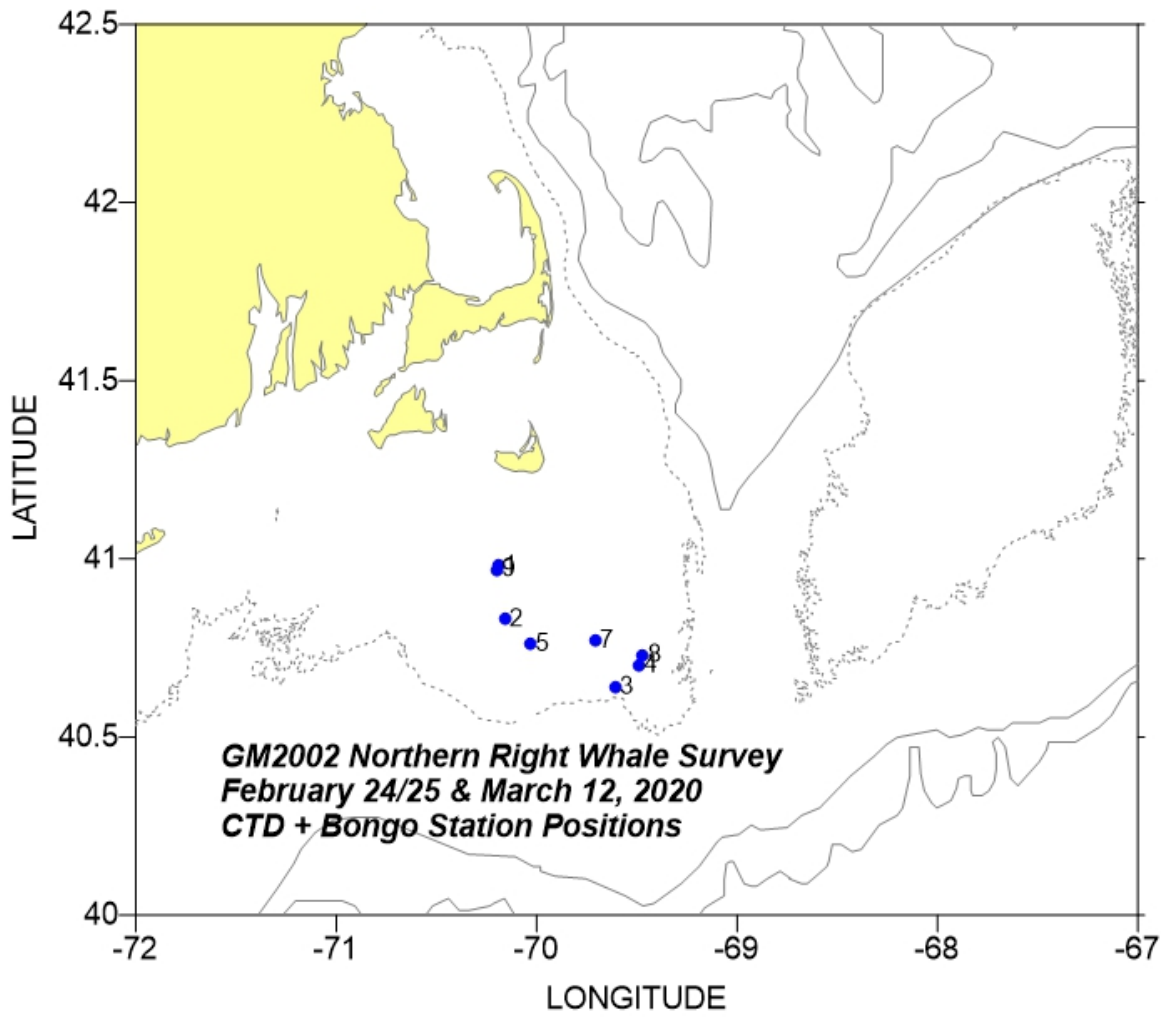 42.5
42
41.5
41
40.5
40
LATITUDE
1
9
2
5
7
8
4
3
GM2002 Northern Right Whale Survey
February 24/25 & March 12, 2020
CTD + Bongo Station Positions
-72 -71 -70 -69 -68 -67
LONGITUDE